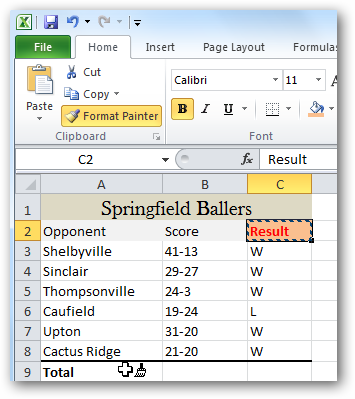 File Home Insert Page Layout Formulas
Cut
Copy
Paste
Format Painter
Clipboard
Calibri 11
B I U
Font
C2 fx Result
A B C
1 Springfield Ballers
2 Opponent Score Result
3 Shelbyville 41-13 W
4 Sinclair 29-27 W
5 Thompsonville 24-3 W
6 Caufield 19-24 L
7 Upton 31-20 W
8 Cactus Ridge 21-20 W
9 Total